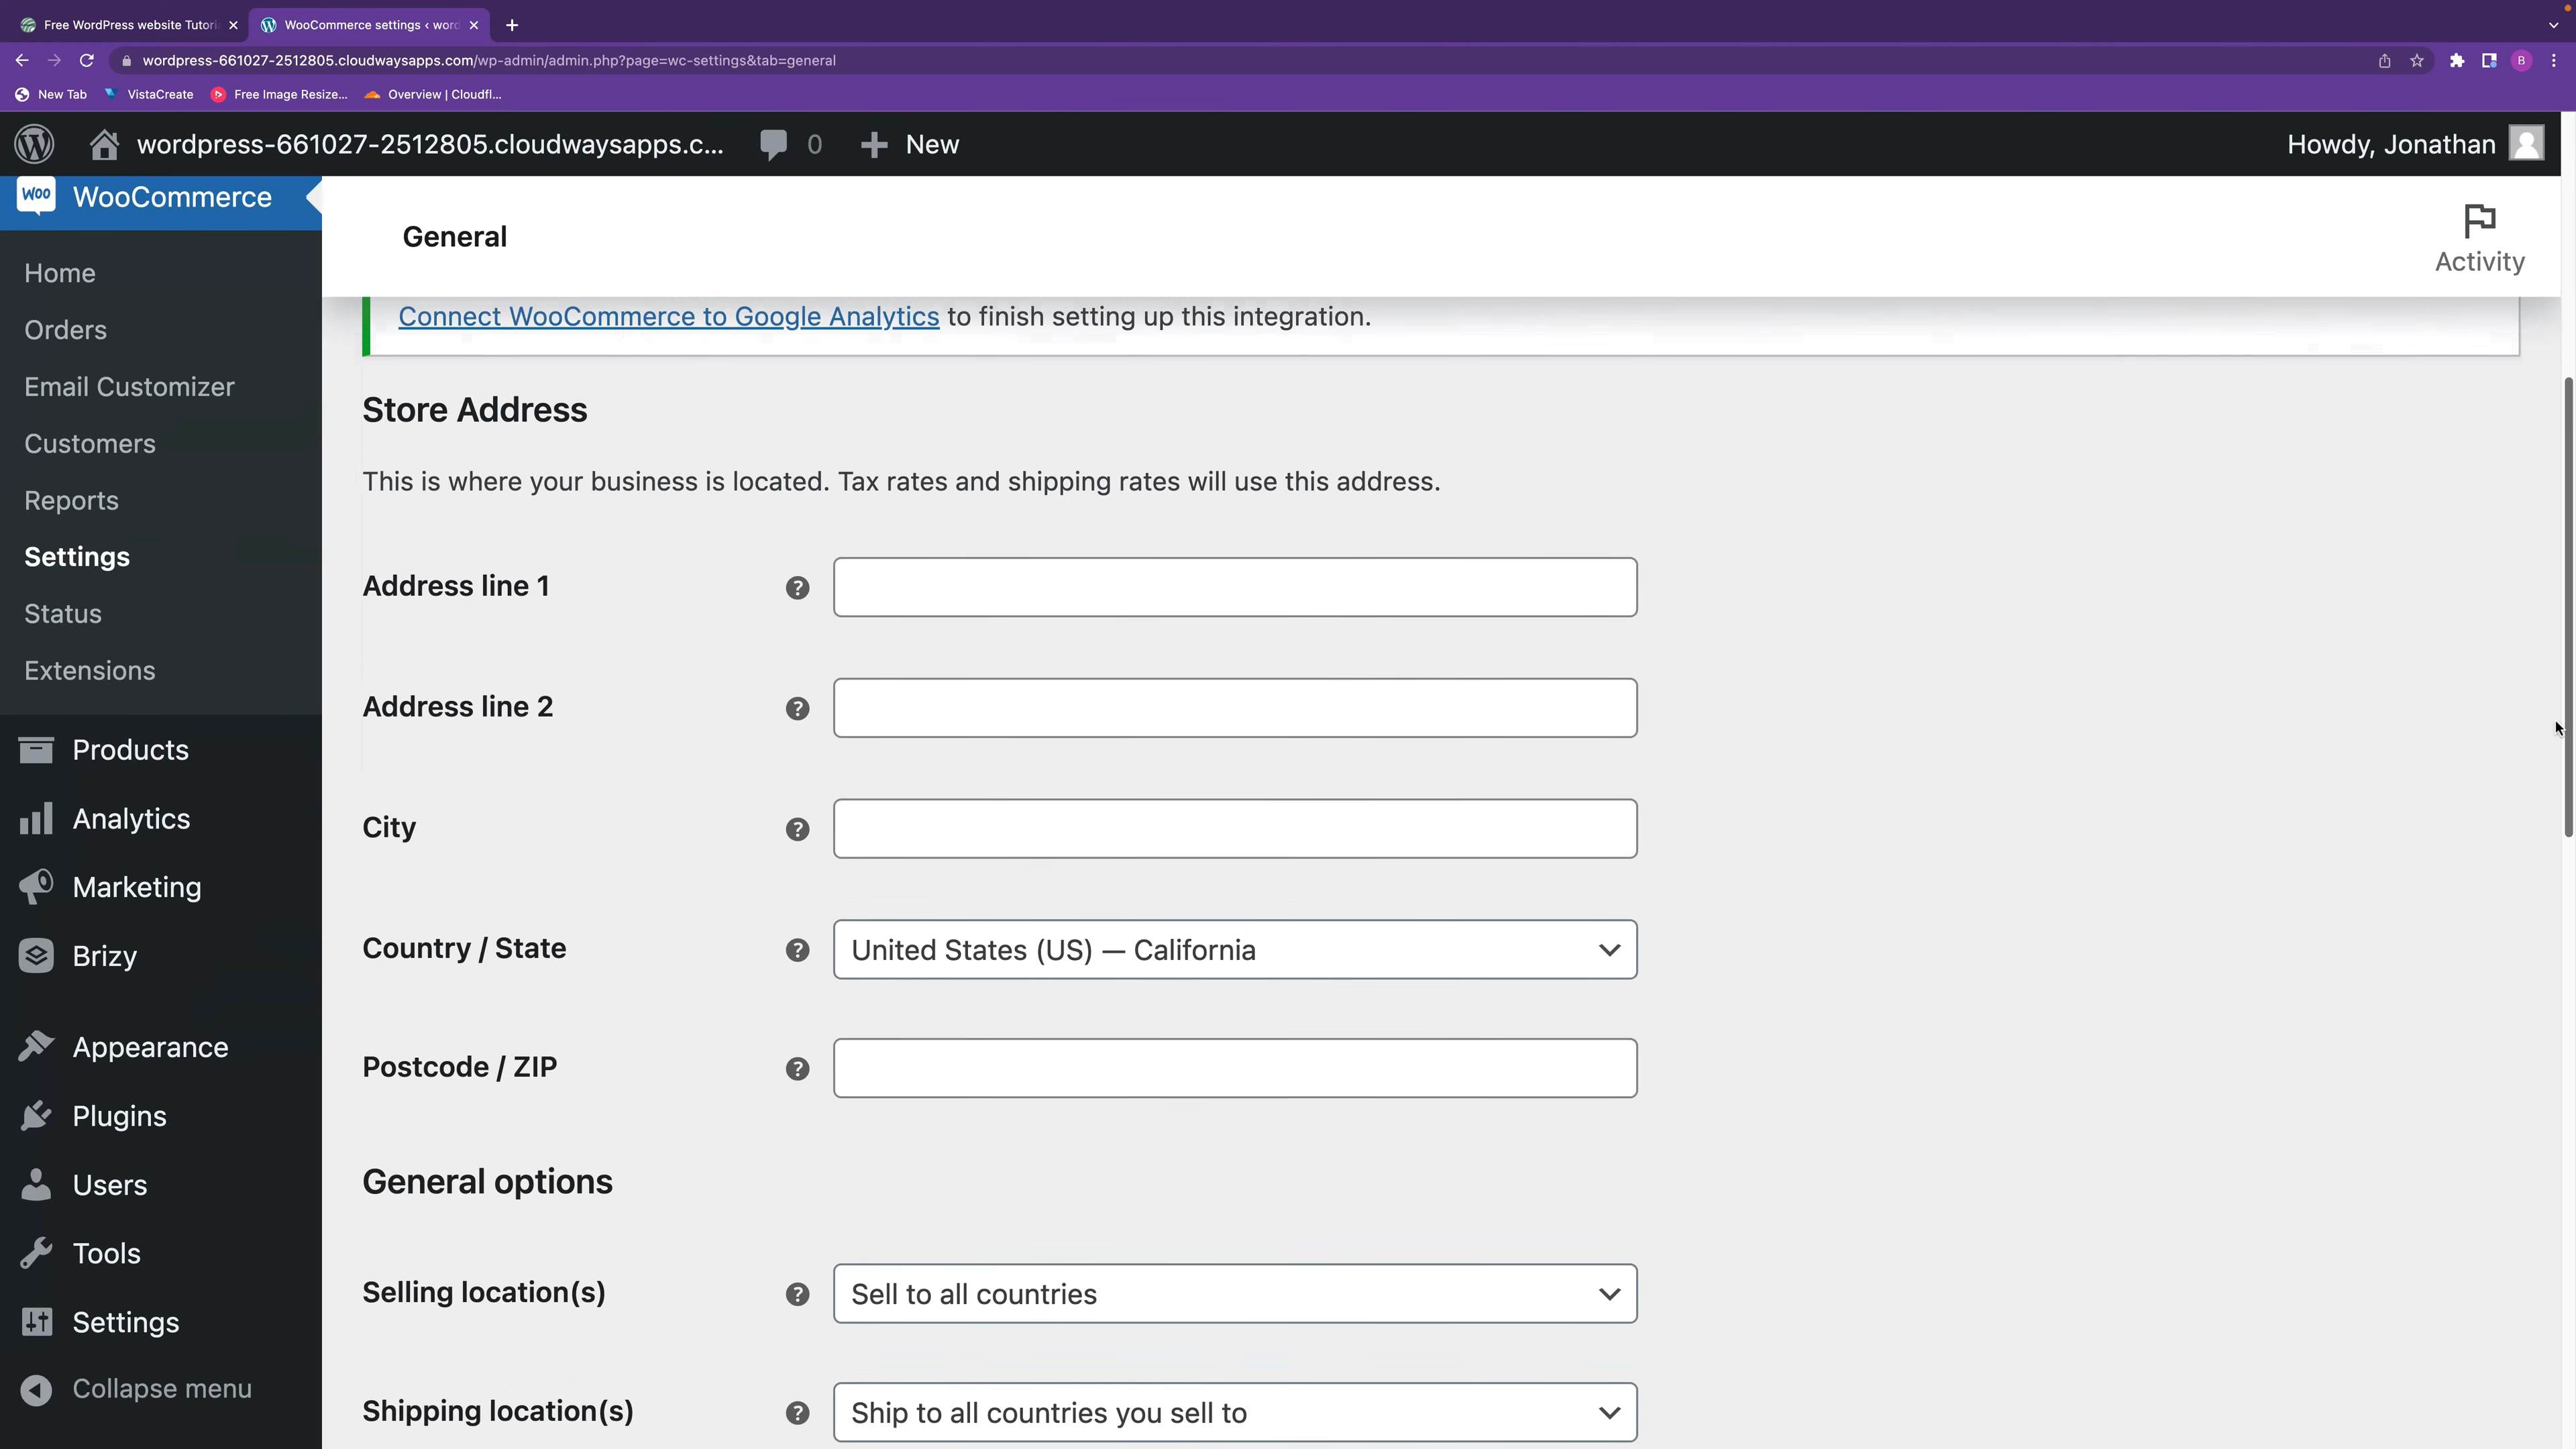 Free WordPress website Tutori
WooCommerce settings ‹ word
wordpress-661027-2512805.cloudwaysapps.com/wp-admin/admin.php?page=wc-settings&tab=general
B
New Tab
VistaCreate
Free Image Resize...
Overview | Cloudfl...
wordpress-661027-2512805.cloudwaysapps.c...
0
New
Howdy, Jonathan
Woo
WooCommerce
Home
Orders
Email Customizer
Customers
Reports
Settings
Status
Extensions
Products
Analytics
Marketing
Brizy
Appearance
Plugins
Users
Tools
Settings
Collapse menu
General
Activity
Connect WooCommerce to Google Analytics to finish setting up this integration.
Store Address
This is where your business is located. Tax rates and shipping rates will use this address.
Address line 1
Address line 2
City
Country / State
United States (US) — California
Postcode / ZIP
General options
Selling location(s)
Sell to all countries
Shipping location(s)
Ship to all countries you sell to